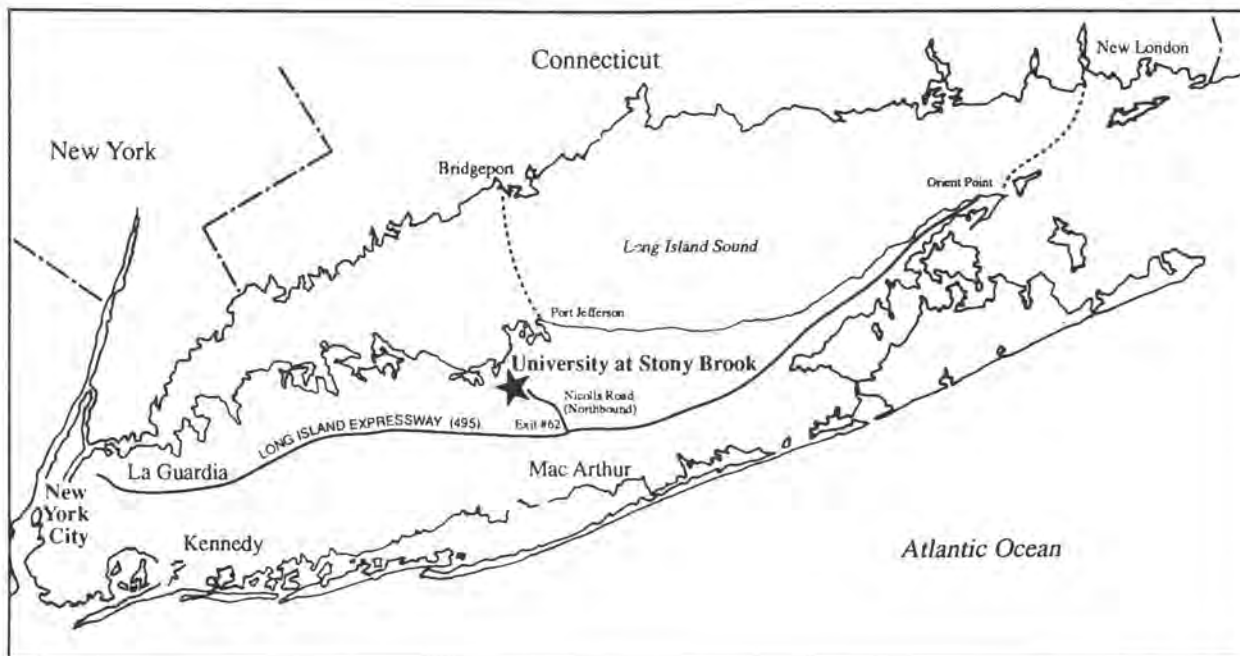 Connecticut
New London
New York
Bridgeport
Orient Point
Long Island Sound
Port Jefferson
University at Stony Brook
Nicolls Road
(Northbound)
LONG ISLAND EXPRESSWAY (495)
Exit #62
La Guardia
Mac Arthur
New
York
City
Kennedy
Atlantic Ocean